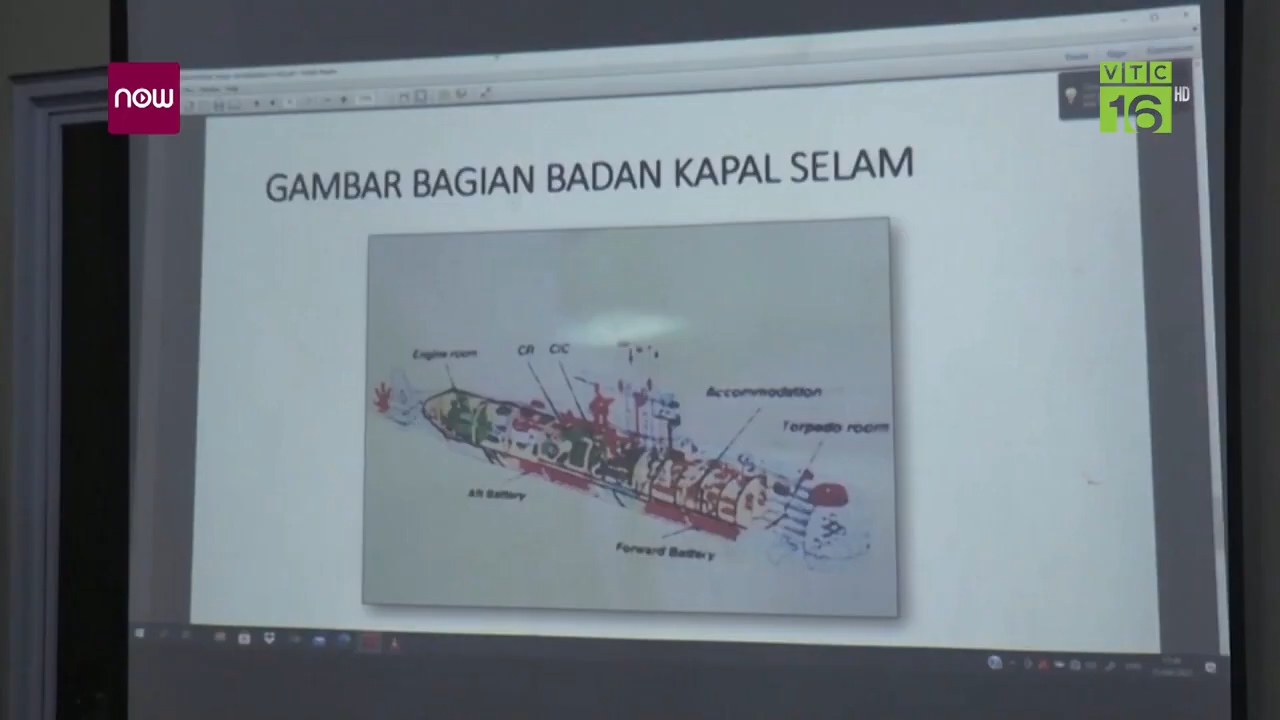 now
VTC
16 HD
GAMBAR BAGIAN BADAN KAPAL SELAM
Engine room
CR
CIC
Accommodation
Torpedo room
Aft Battery
Forward Battery